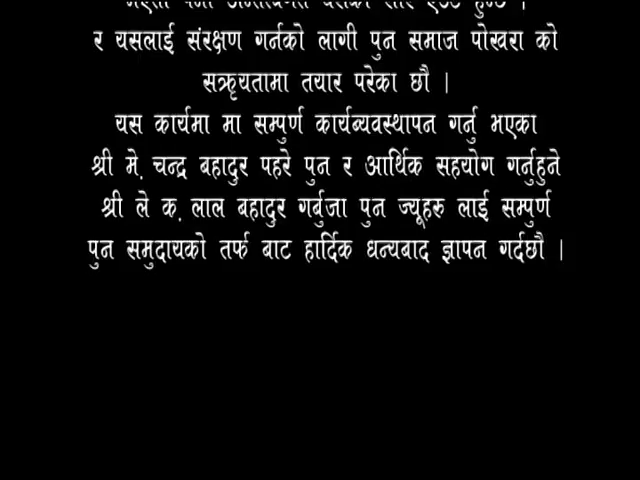 र यसलाई संरक्षण गर्नको लागी पुन समाज पोखरा को
सऋृयतामा तयार परेका छौ |
यस कार्यमा मा सम्पुर्ण कार्यब्यवस्थापन गर्नु भएका
श्री मे. चन्द्र बहादुर पहरे पुन र आर्थिक सहयोग गर्नुहुने
श्री ले क. लाल बहादुर गर्बुजा पुन ज्यूहरु लाई सम्पुर्ण
पुन समुदायको तर्फ बाट हार्दिक धन्यबाद ज्ञापन गर्दछौ |